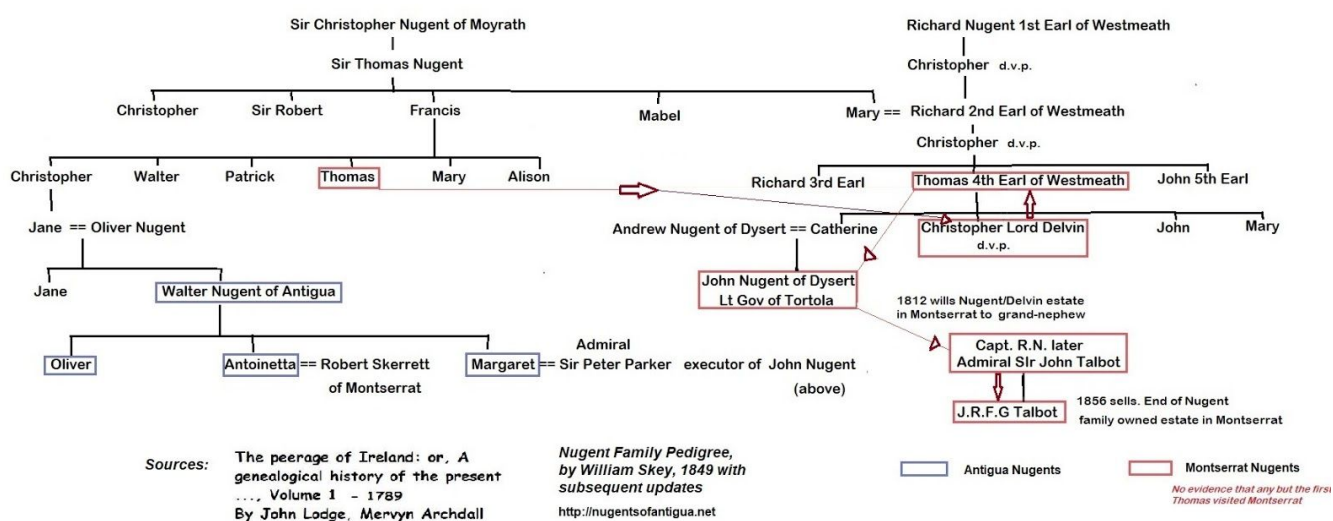 Sir Christopher Nugent of Moyrath
Richard Nugent 1st Earl of Westmeath
Sir Thomas Nugent
Christopher d.v.p.
Christopher
Sir Robert
Francis
Mabel
Mary == Richard 2nd Earl of Westmeath
Christopher d.v.p.
Christopher
Walter
Patrick
Thomas
Mary
Alison
Richard 3rd Earl
Thomas 4th Earl of Westmeath
John 5th Earl
Jane == Oliver Nugent
Andrew Nugent of Dysert == Catherine
Christopher Lord Delvin
d.v.p.
John
Mary
Jane
Walter Nugent of Antigua
John Nugent of Dysert
Lt Gov of Tortola
1812 wills Nugent/Delvin estate
in Montserrat to grand-nephew
Oliver
Antoinetta == Robert Skerrett
of Montserrat
Admiral
Margaret == Sir Peter Parker executor of John Nugent
(above)
Capt. R.N. later
Admiral SIr John Talbot
J.R.F.G Talbot
1856 sells. End of Nugent
family owned estate in Montserrat
Sources:
The peerage of Ireland: or, A
genealogical history of the present
..., Volume 1 - 1789
By John Lodge, Mervyn Archdall
Nugent Family Pedigree,
by William Skey, 1849 with
subsequent updates
http://nugentsofantigua.net
Antigua Nugents
Montserrat Nugents
No evidence that any but the first
Thomas visited Montserrat